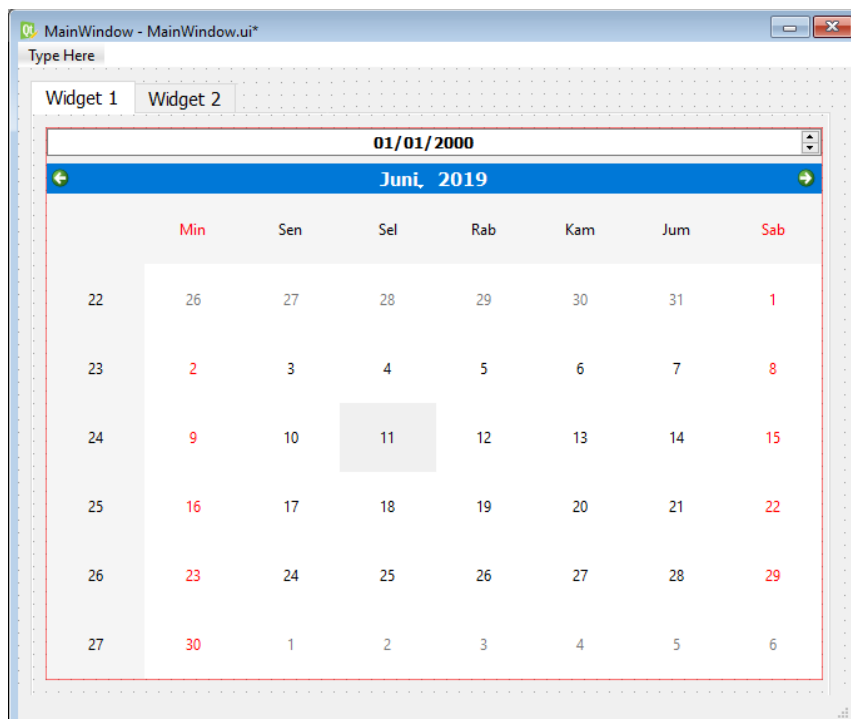 MainWindow - MainWindow.ui*
Type Here
Widget 1 Widget 2
01/01/2000
Juni, 2019
Min Sen Sel Rab Kam Jum Sab
22 26 27 28 29 30 31 1
23 2 3 4 5 6 7 8
24 9 10 11 12 13 14 15
25 16 17 18 19 20 21 22
26 23 24 25 26 27 28 29
27 30 1 2 3 4 5 6